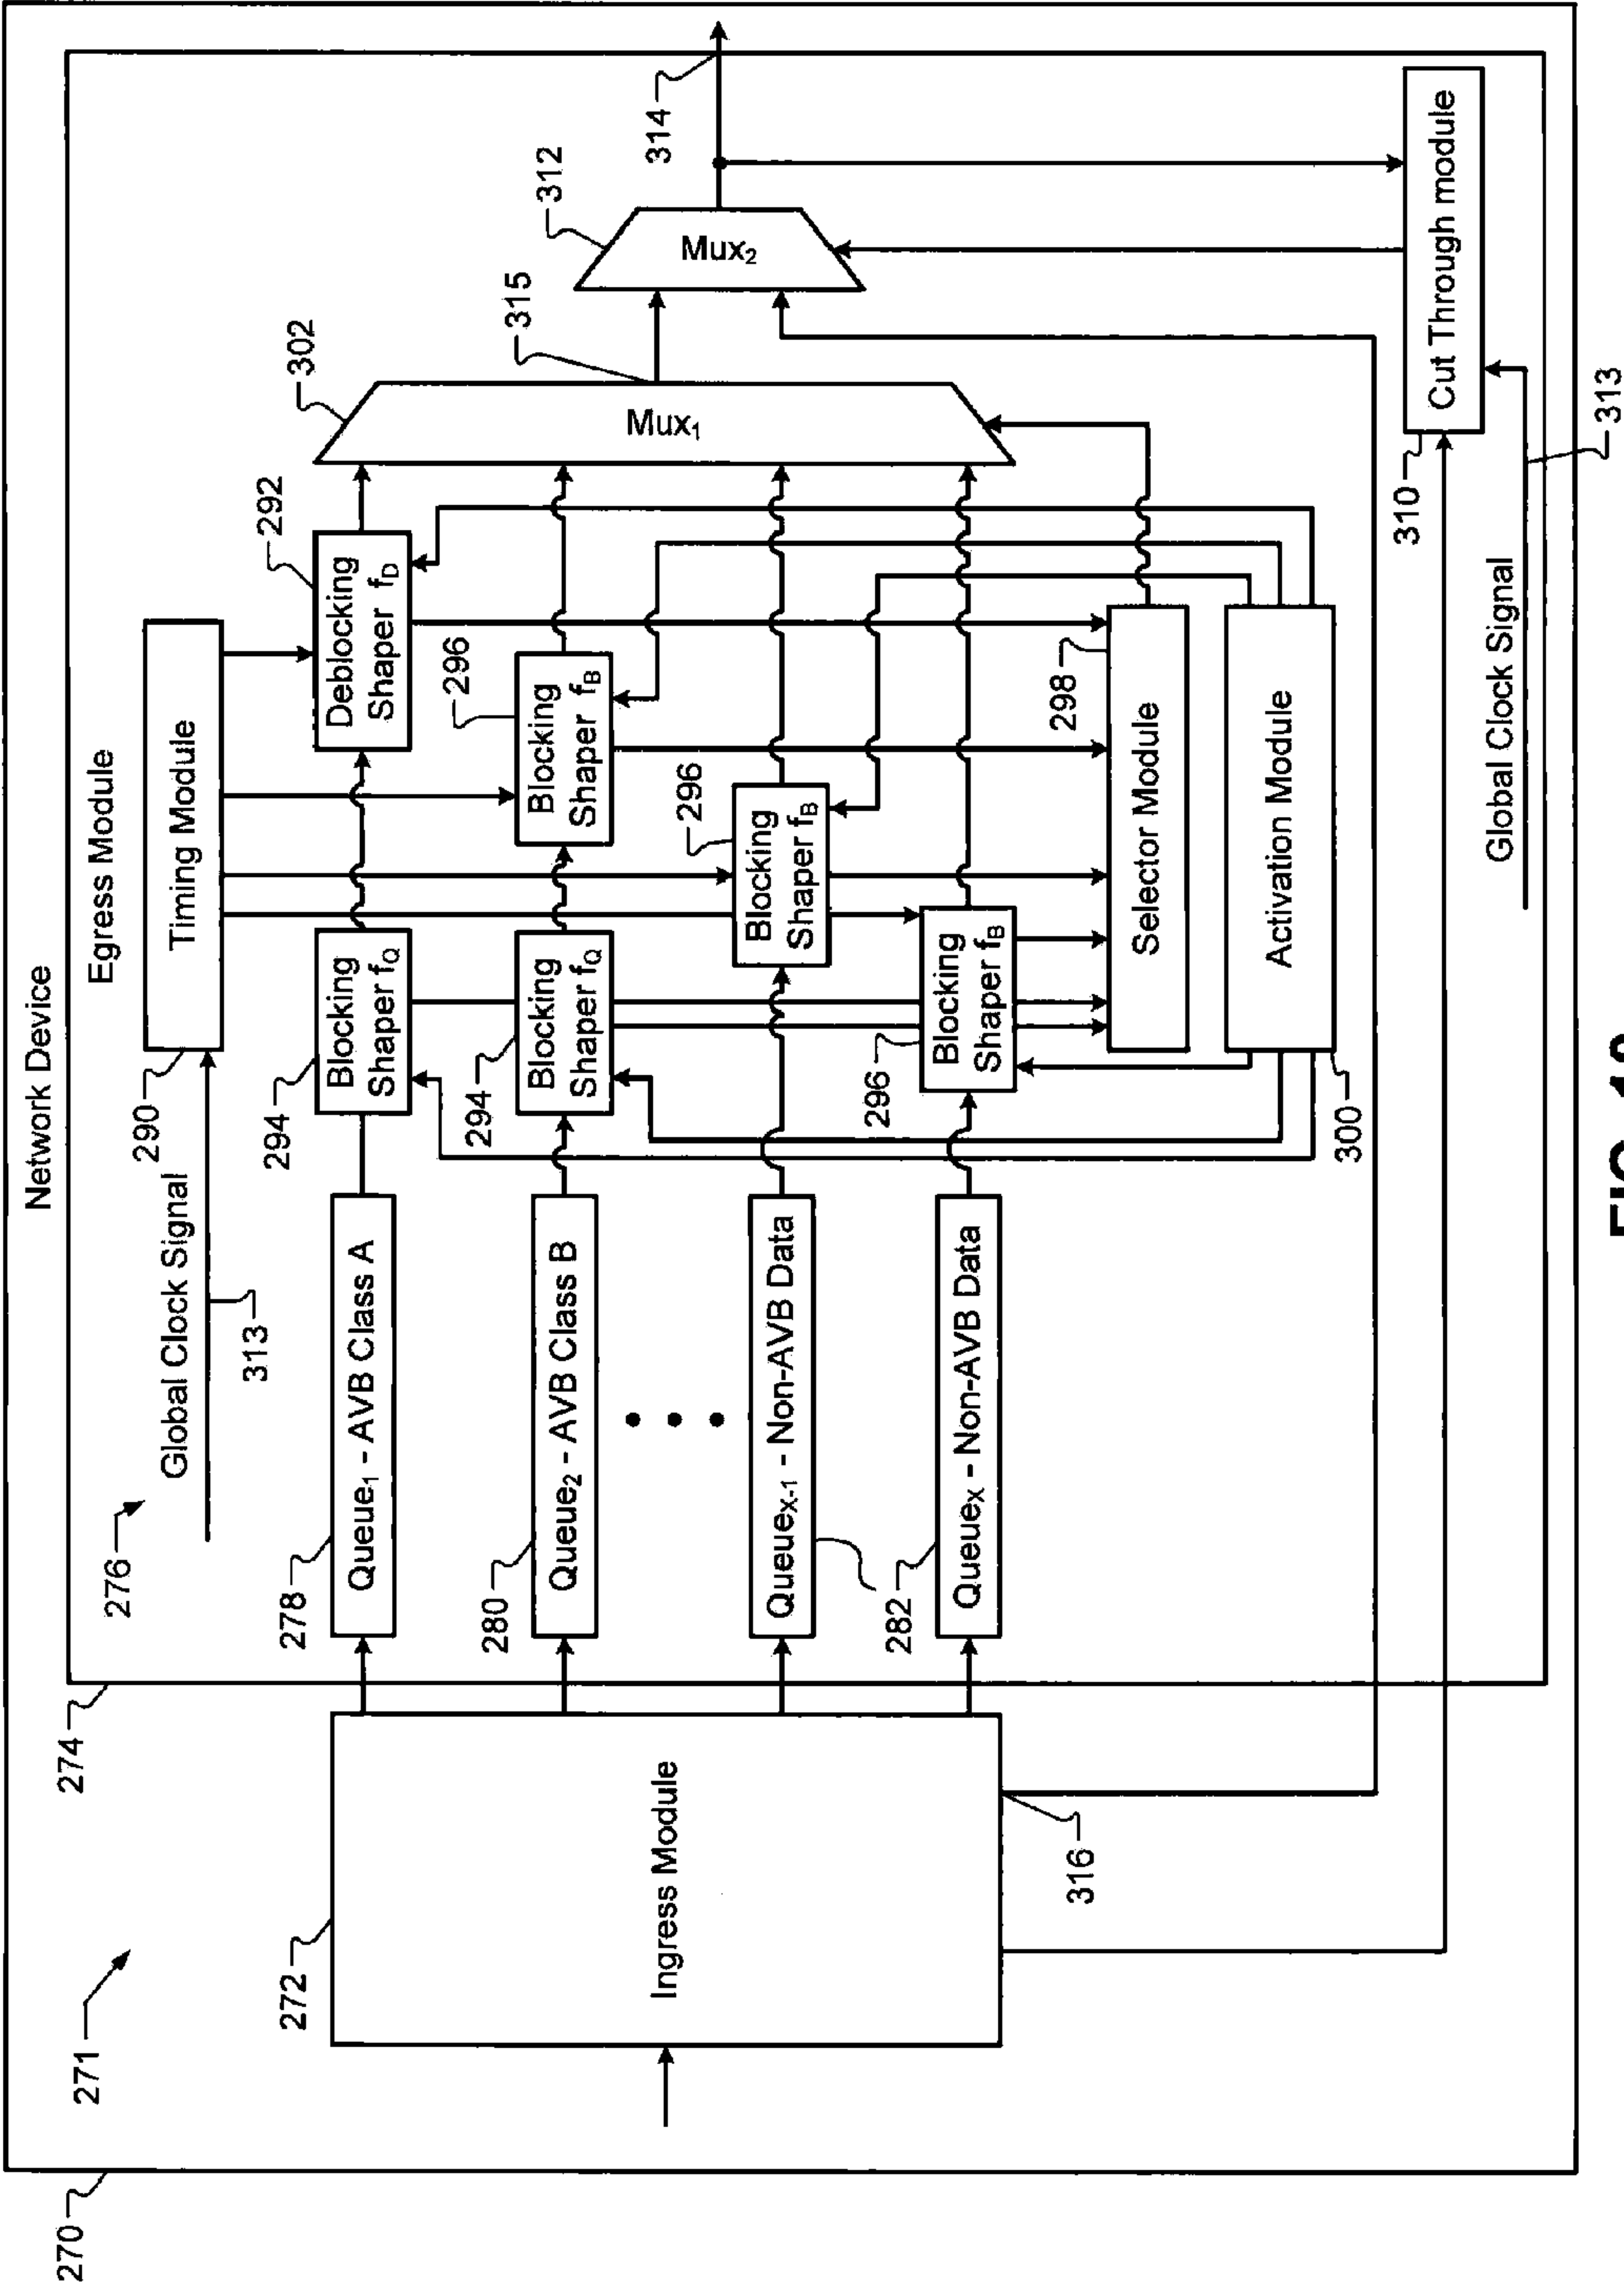 Network Device
Egress Module
Global Clock Signal
313
276
271
270
274
272
Ingress Module
316
278
Queue₁ - AVB Class A
280
Queue₂ - AVB Class B
Queueₓ₋₁ - Non-AVB Data
282
Queueₓ - Non-AVB Data
290
Timing Module
294
Blocking
Shaper fQ
294
Blocking
Shaper fQ
292
Deblocking
Shaper fD
296
Blocking
Shaper fB
296
Blocking
Shaper fB
296
Blocking
Shaper fB
298
Selector Module
Activation Module
300
302
Mux₁
315
312
Mux₂
314
310
Cut Through module
Global Clock Signal
313